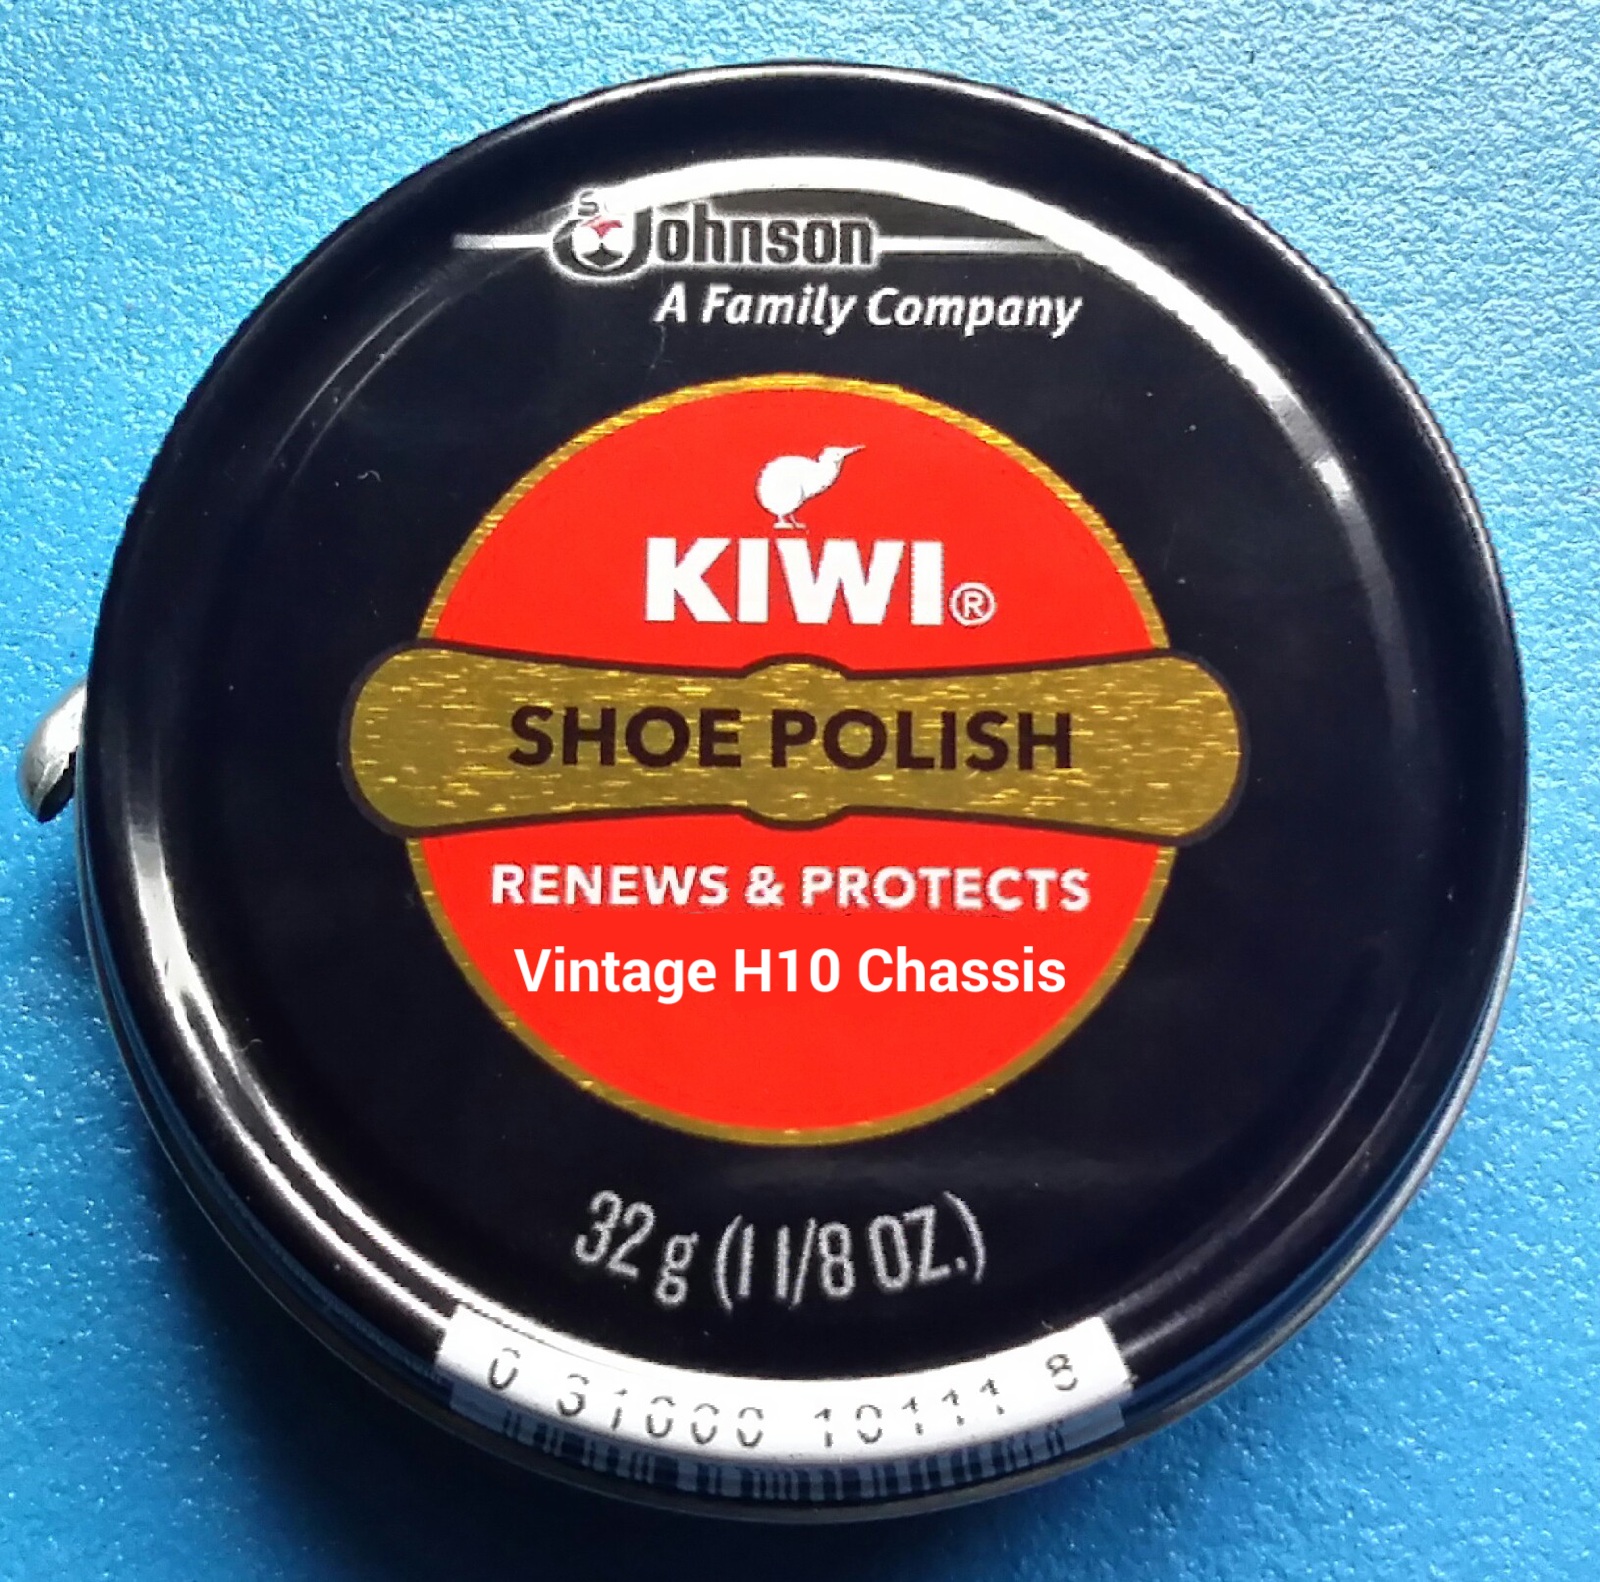 SC Johnson
A Family Company
KIWI®
SHOE POLISH
RENEWS & PROTECTS
Vintage H10 Chassis
32 g (1 1/8 OZ.)
0 31000 10111 8